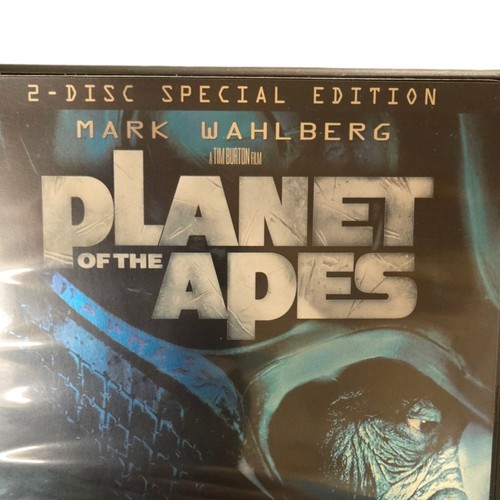 2-DISC SPECIAL EDITION
MARK WAHLBERG
A TIM BURTON FILM
PLANET
OF THE
APES